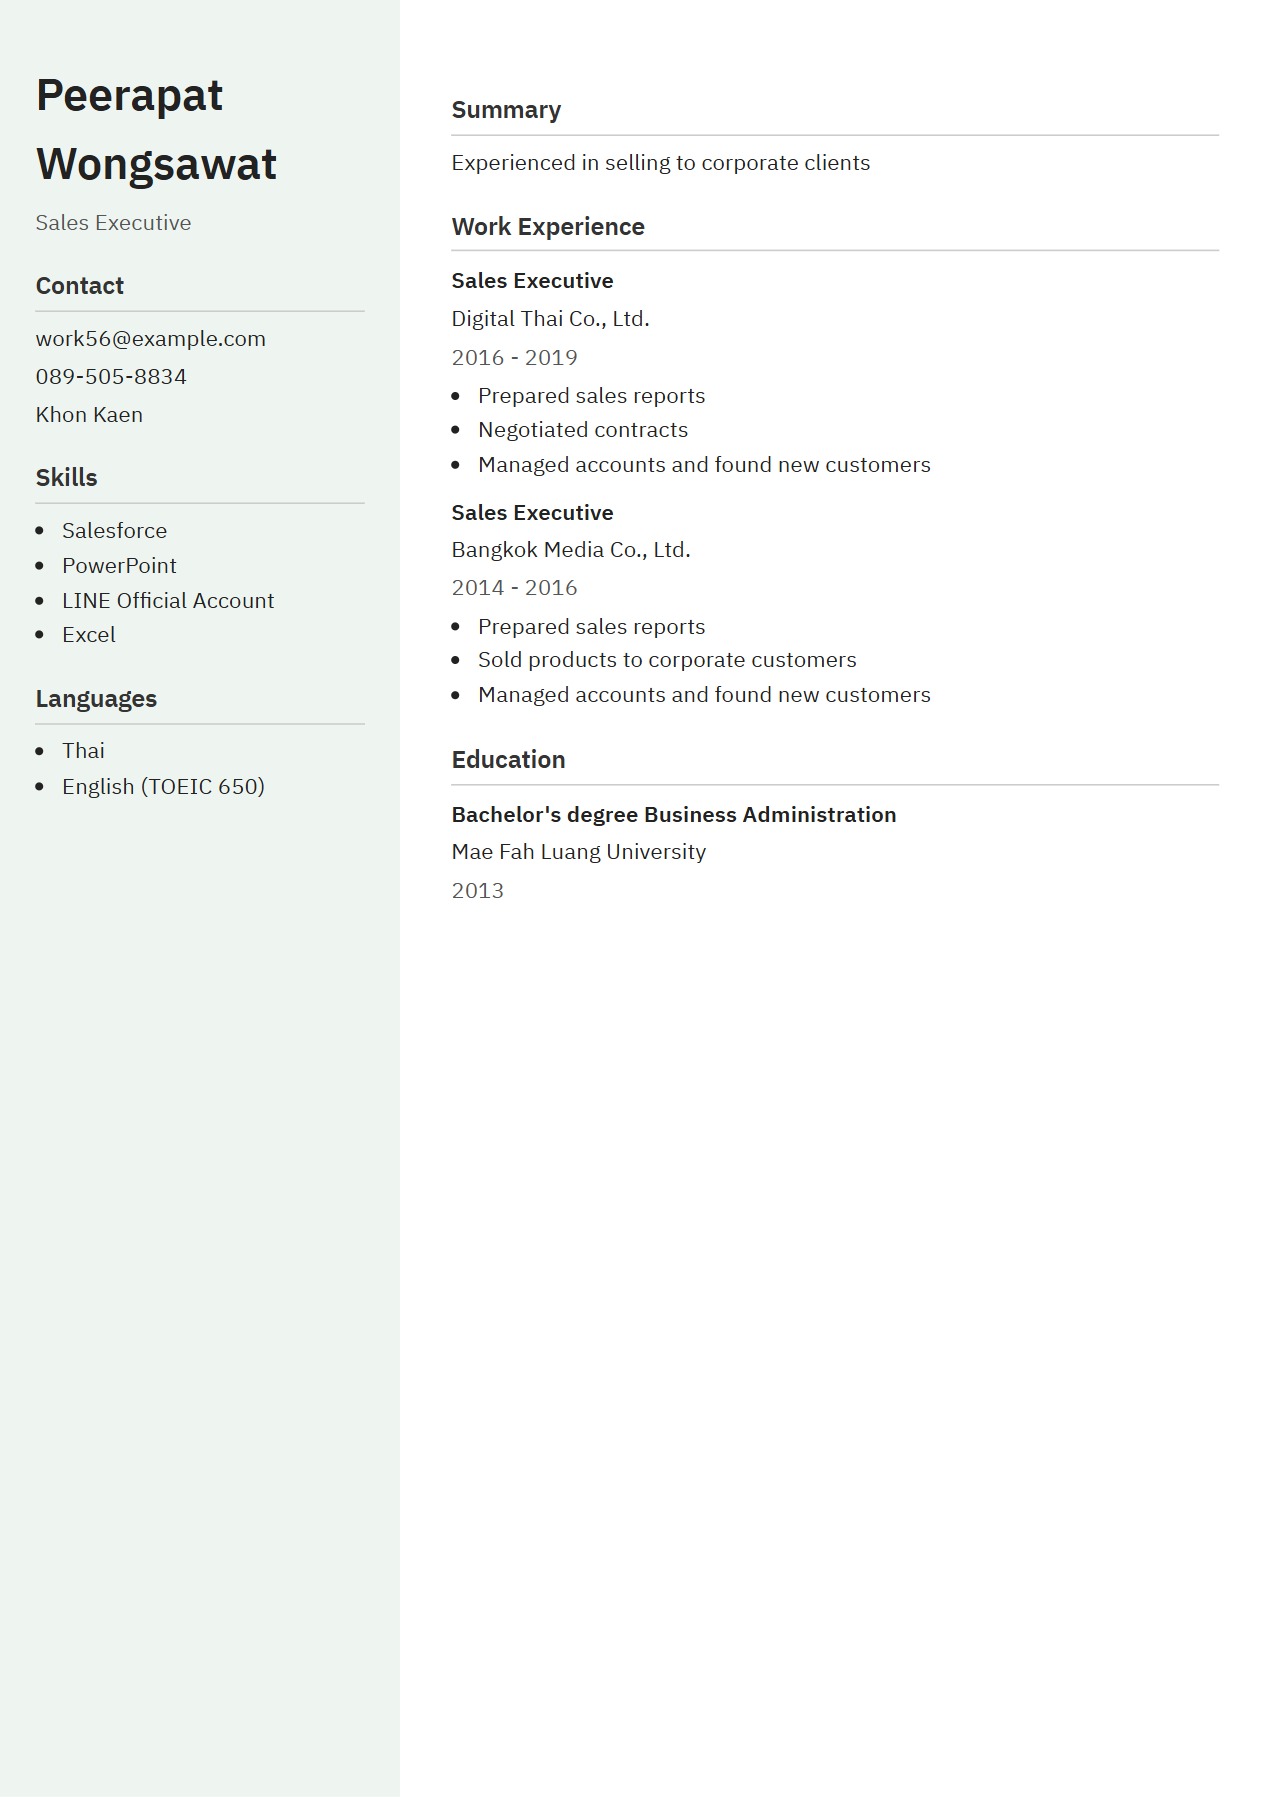 Peerapat
Wongsawat
Sales Executive
Contact
work56@example.com
089-505-8834
Khon Kaen
Skills
Salesforce
PowerPoint
LINE Official Account
Excel
Languages
Thai
English (TOEIC 650)
Summary
Experienced in selling to corporate clients
Work Experience
Sales Executive
Digital Thai Co., Ltd.
2016 - 2019
Prepared sales reports
Negotiated contracts
Managed accounts and found new customers
Sales Executive
Bangkok Media Co., Ltd.
2014 - 2016
Prepared sales reports
Sold products to corporate customers
Managed accounts and found new customers
Education
Bachelor's degree Business Administration
Mae Fah Luang University
2013